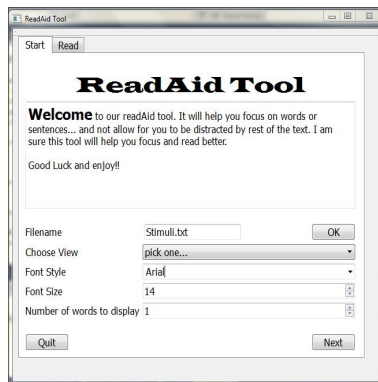 ReadAid Tool
Start Read
ReadAid Tool
Welcome to our readAid tool. It will help you focus on words or
sentences... and not allow for you to be distracted by rest of the text. I am
sure this tool will help you focus and read better.
Good Luck and enjoy!!
Filename Stimuli.txt OK
Choose View pick one...
Font Style Arial
Font Size 14
Number of words to display 1
Quit Next